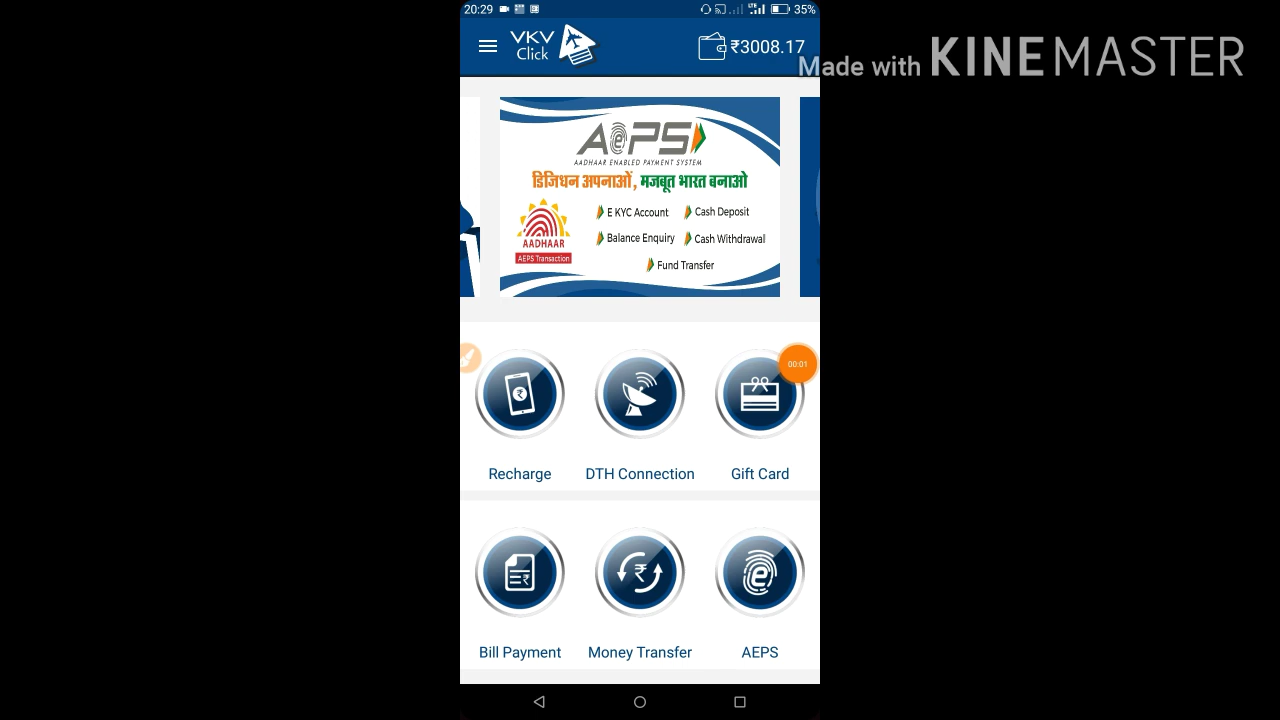 20:29
LTE
35%
VKV
Click
₹3008.17
Made with KINEMASTER
AePS
AADHAAR ENABLED PAYMENT SYSTEM
डिजिधन अपनाओं, मजबूत भारत बनाओ
E KYC Account
Cash Deposit
AADHAAR
Balance Enquiry
Cash Withdrawal
AEPS Transaction
Fund Transfer
00:01
Recharge
DTH Connection
Gift Card
Bill Payment
Money Transfer
AEPS